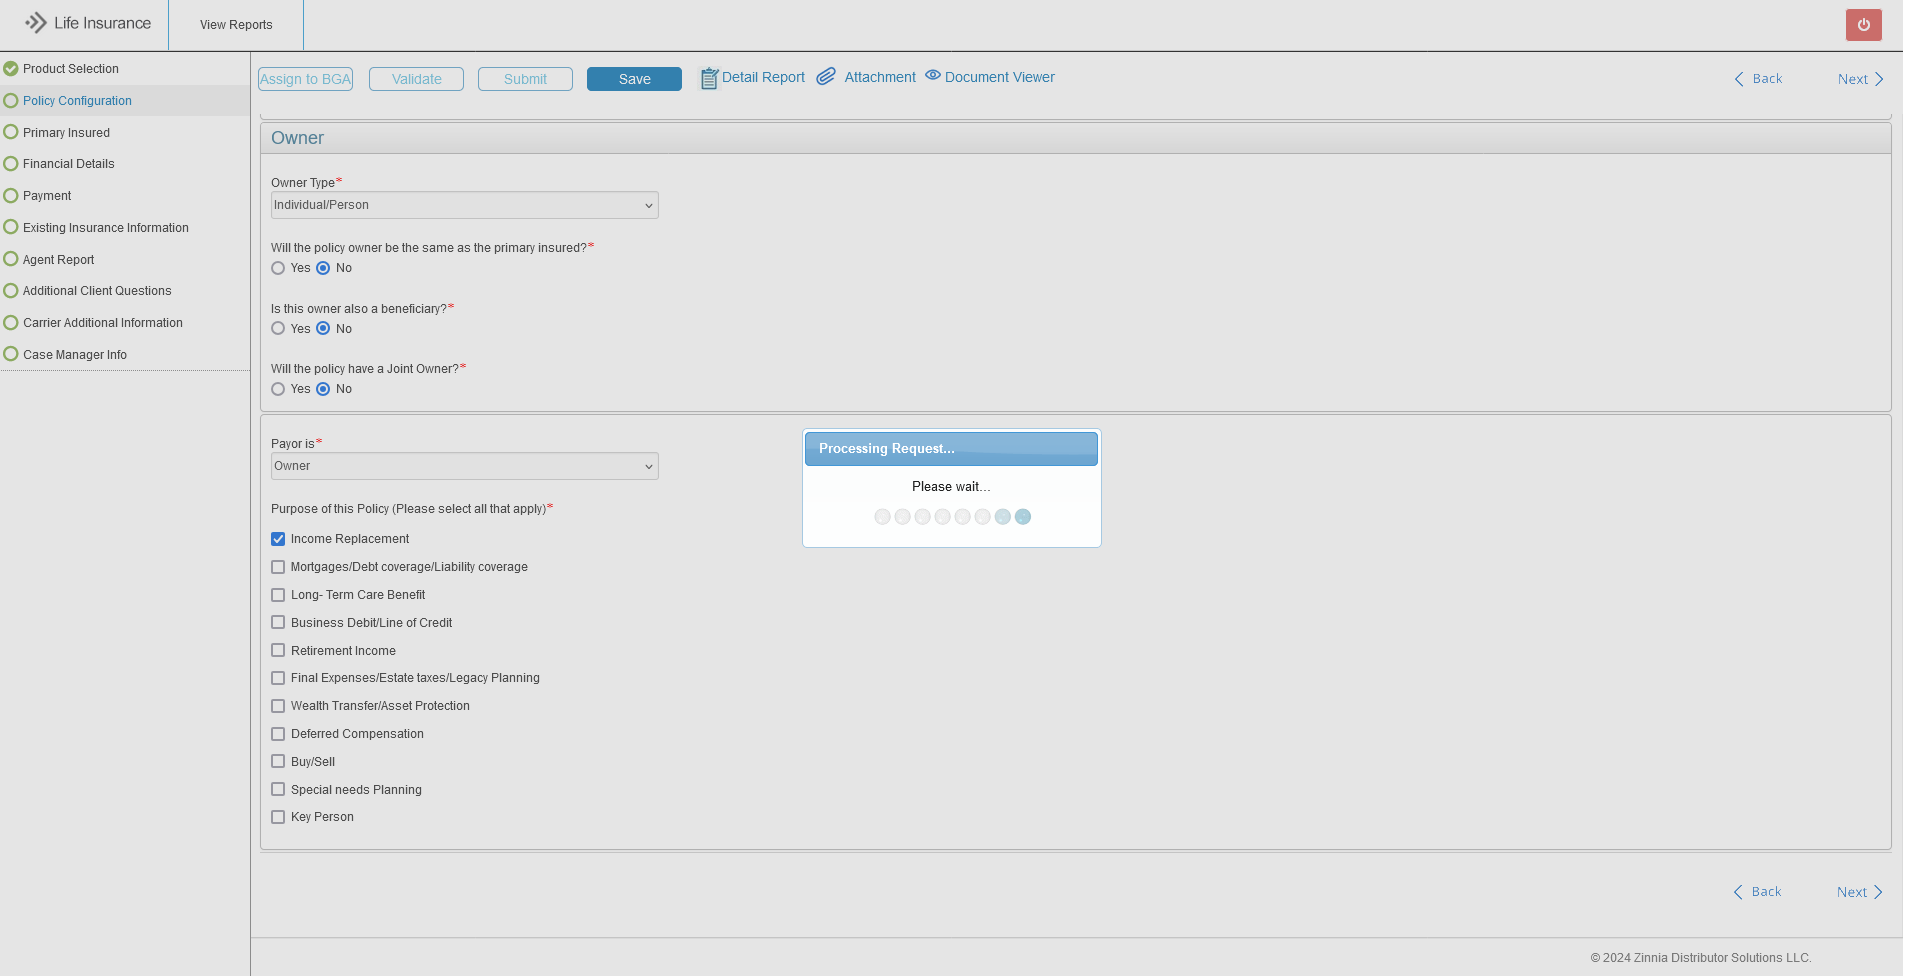 Life Insurance
View Reports
Product Selection
Policy Configuration
Primary Insured
Financial Details
Payment
Existing Insurance Information
Agent Report
Additional Client Questions
Carrier Additional Information
Case Manager Info
Assign to BGA
Validate
Submit
Save
Detail Report
Attachment
Document Viewer
Back
Next
Owner
Owner Type*
Individual/Person
Will the policy owner be the same as the primary insured?*
Yes No
Is this owner also a beneficiary?*
Yes No
Will the policy have a Joint Owner?*
Yes No
Payor is*
Owner
Purpose of this Policy (Please select all that apply)*
Income Replacement
Mortgages/Debt coverage/Liability coverage
Long- Term Care Benefit
Business Debit/Line of Credit
Retirement Income
Final Expenses/Estate taxes/Legacy Planning
Wealth Transfer/Asset Protection
Deferred Compensation
Buy/Sell
Special needs Planning
Key Person
Processing Request...
Please wait...
Back
Next
© 2024 Zinnia Distributor Solutions LLC.